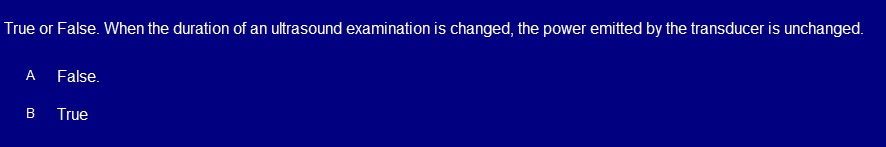 True or False. When the duration of an ultrasound examination is changed, the power emitted by the transducer is unchanged.
A False.
B True